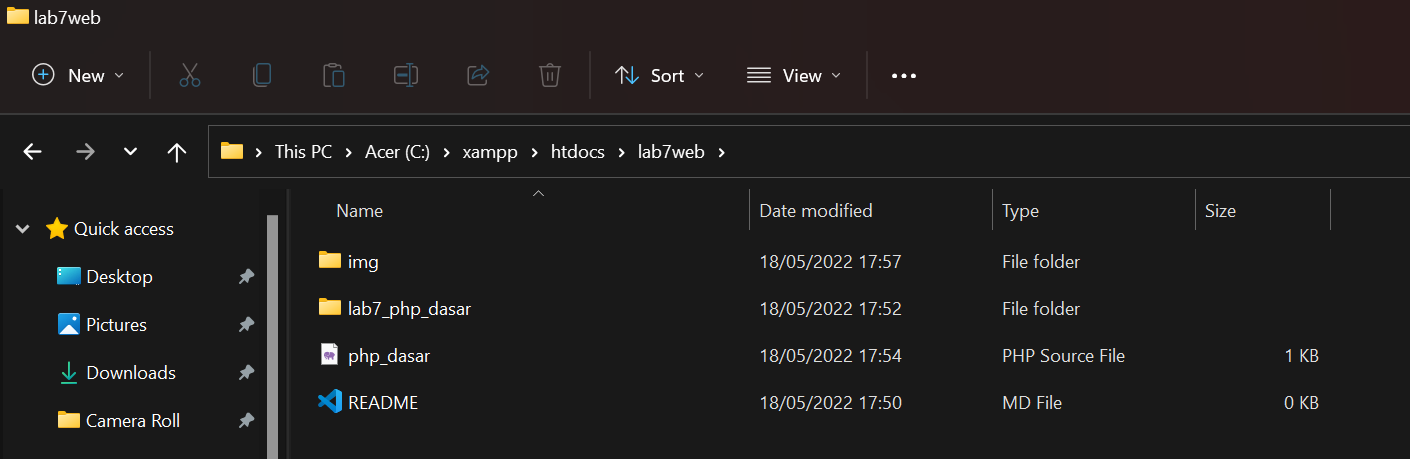 lab7web
New Sort View
This PC Acer (C:) xampp htdocs lab7web
Name Date modified Type Size
Quick access
Desktop
Pictures
Downloads
Camera Roll
img 18/05/2022 17:57 File folder
lab7_php_dasar 18/05/2022 17:52 File folder
php_dasar 18/05/2022 17:54 PHP Source File 1 KB
README 18/05/2022 17:50 MD File 0 KB